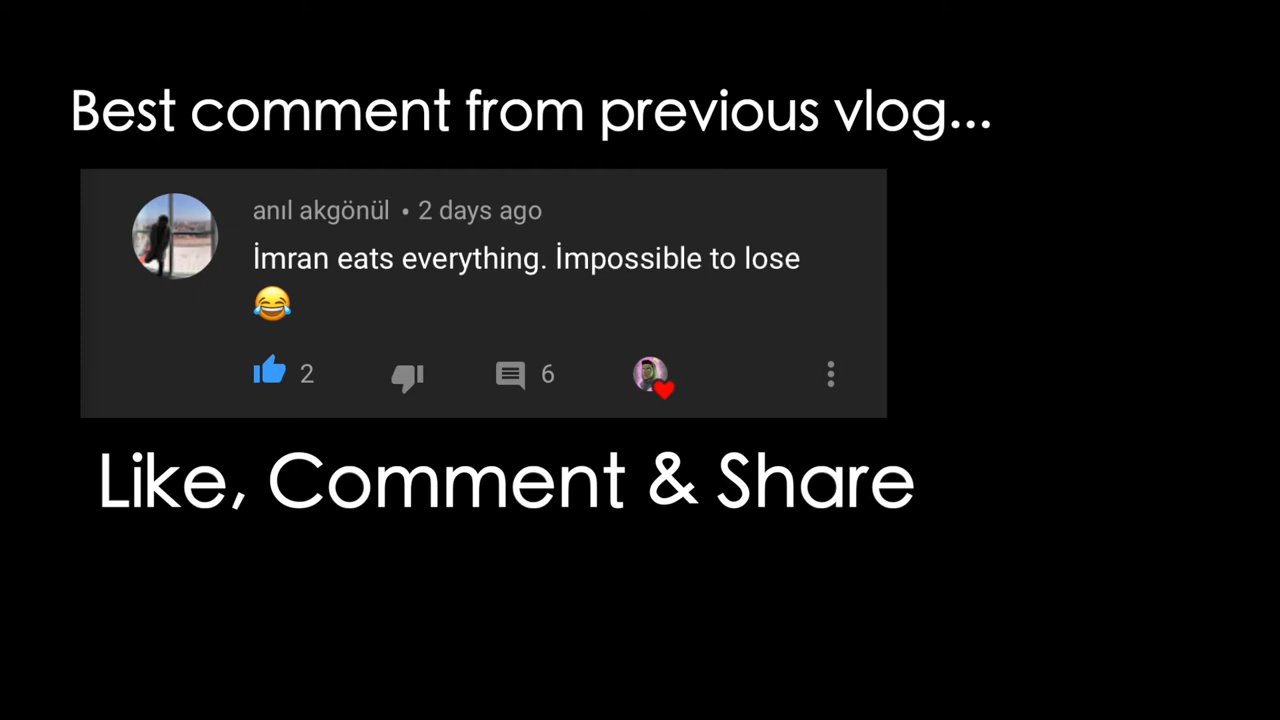 Best comment from previous vlog...
anıl akgönül • 2 days ago
İmran eats everything. İmpossible to lose
😂
2 6
Like, Comment & Share